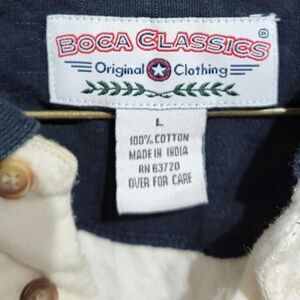 BOCA CLASSICS ®
Original Clothing
L
100% COTTON
MADE IN INDIA
RN 63720
OVER FOR CARE